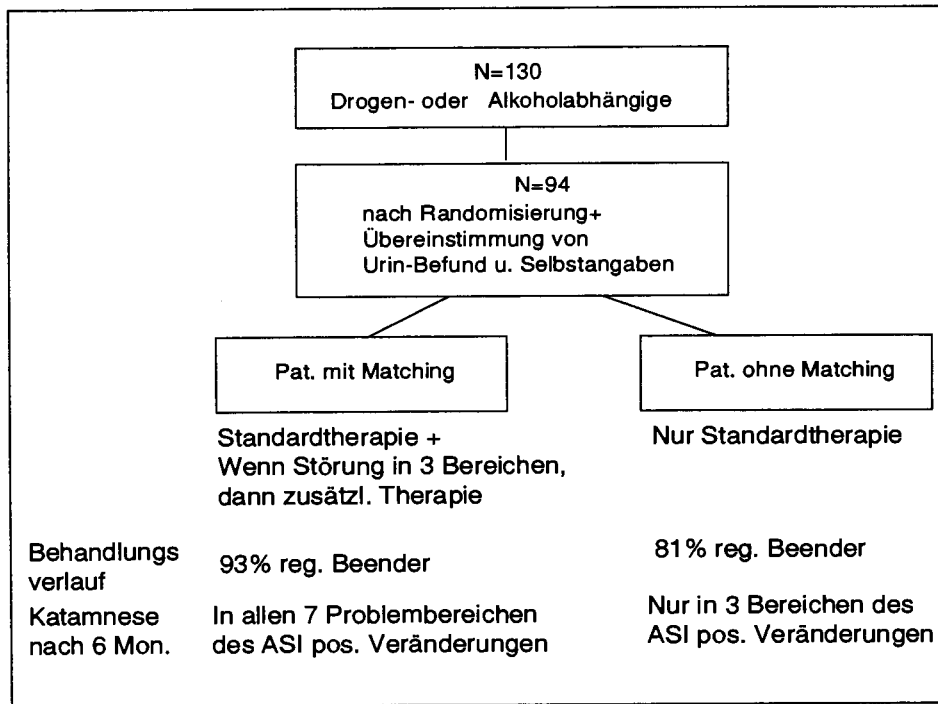 N=130
Drogen- oder Alkoholabhängige
N=94
nach Randomisierung+
Übereinstimmung von
Urin-Befund u. Selbstangaben
Pat. mit Matching
Pat. ohne Matching
Standardtherapie +
Wenn Störung in 3 Bereichen,
dann zusätzl. Therapie
Nur Standardtherapie
Behandlungs
verlauf
93% reg. Beender
81% reg. Beender
Katamnese
nach 6 Mon.
In allen 7 Problembereichen
des ASI pos. Veränderungen
Nur in 3 Bereichen des
ASI pos. Veränderungen